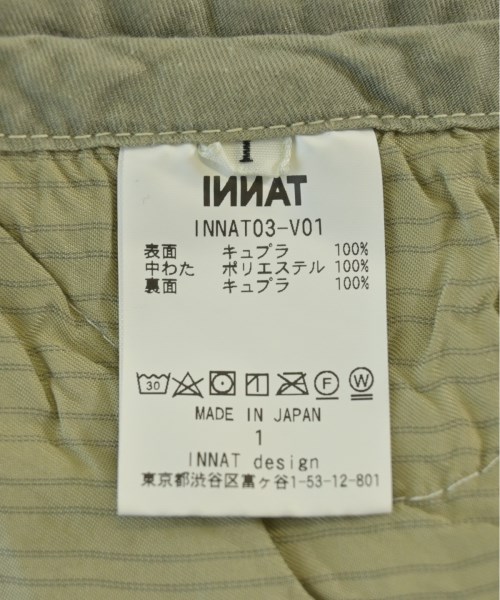 INNAT
INNAT03-V01
表面 キュプラ 100%
中わた ポリエステル 100%
裏面 キュプラ 100%
30 F W
MADE IN JAPAN
1
INNAT design
東京都渋谷区富ヶ谷1-53-12-801